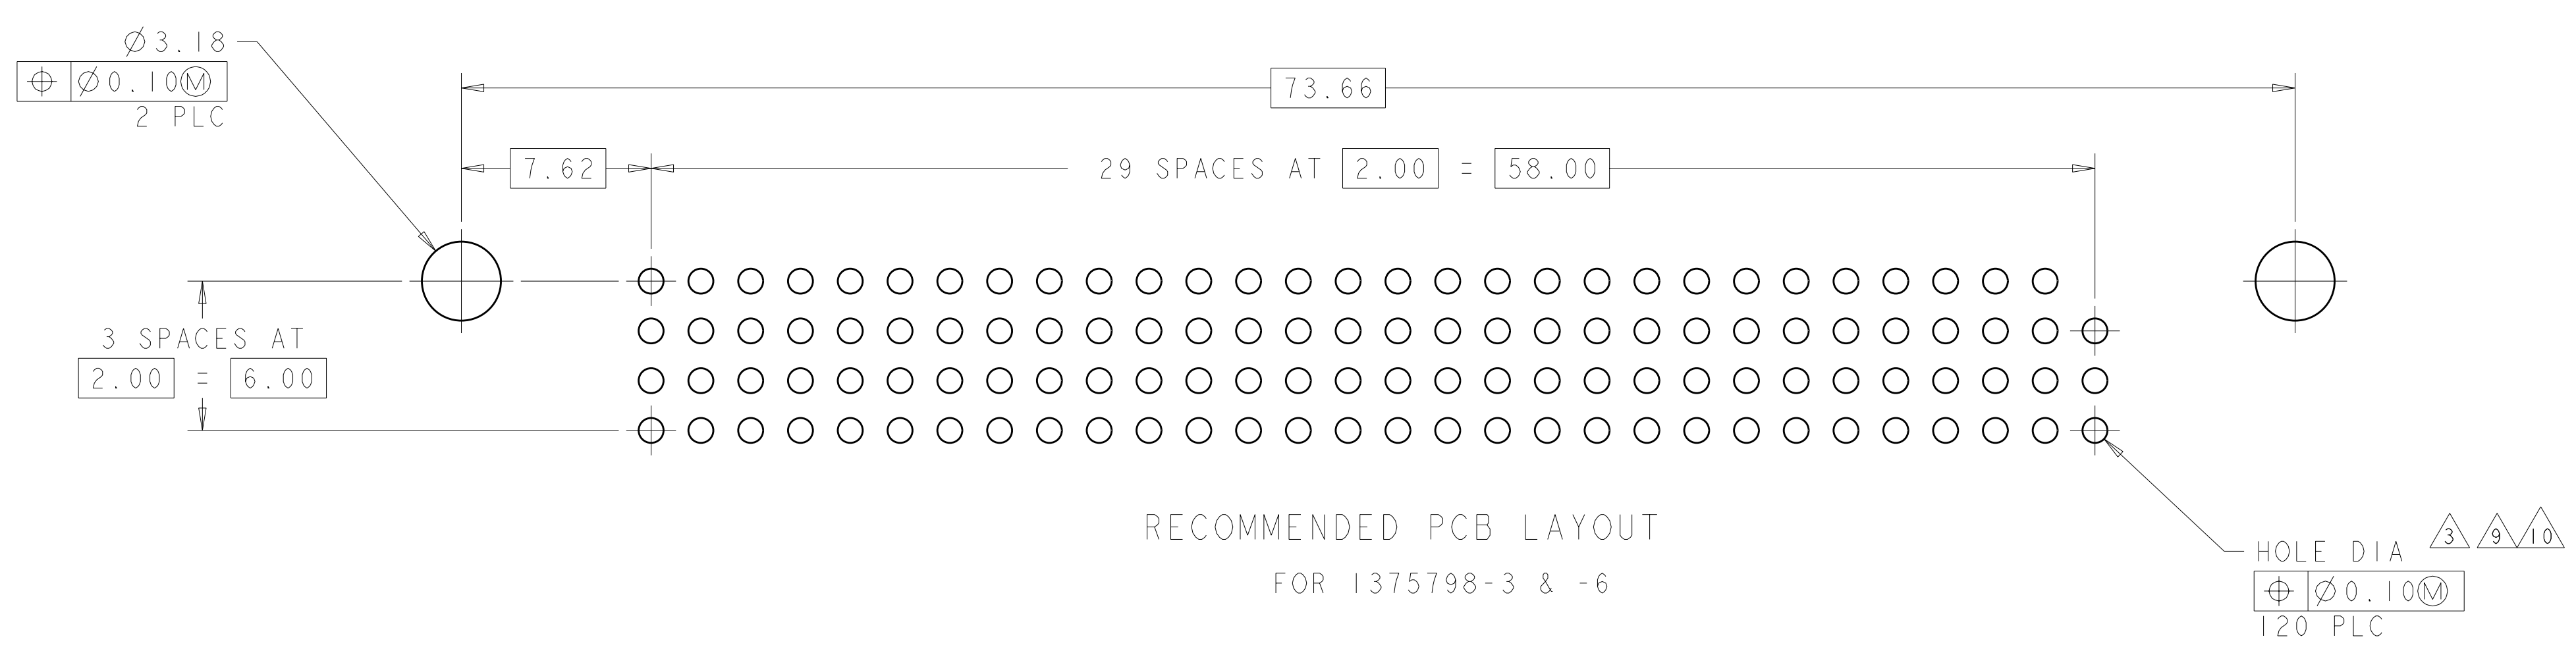 Ø3.18
⌖ Ø0.10Ⓜ
2 PLC
73.66
7.62
29 SPACES AT 2.00 = 58.00
3 SPACES AT
2.00 = 6.00
RECOMMENDED PCB LAYOUT
FOR 1375798-3 & -6
HOLE DIA 3 9 10
⌖ Ø0.10Ⓜ
120 PLC